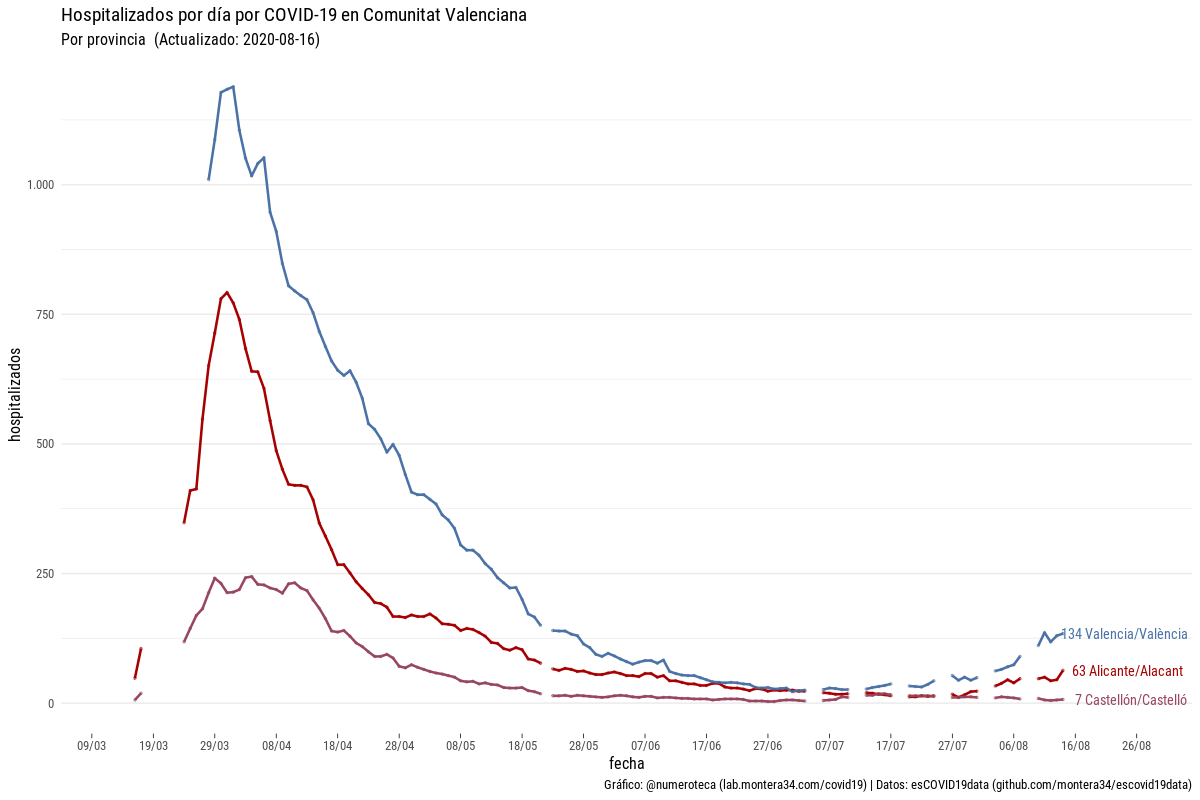 Hospitalizados por día por COVID-19 en Comunitat Valenciana
Por provincia (Actualizado: 2020-08-16)
hospitalizados
1.000
750
500
250
0
134 Valencia/València
63 Alicante/Alacant
7 Castellón/Castelló
09/03 19/03 29/03 08/04 18/04 28/04 08/05 18/05 28/05 07/06 17/06 27/06 07/07 17/07 27/07 06/08 16/08 26/08
fecha
Gráfico: @numeroteca (lab.montera34.com/covid19) | Datos: esCOVID19data (github.com/montera34/escovid19data)